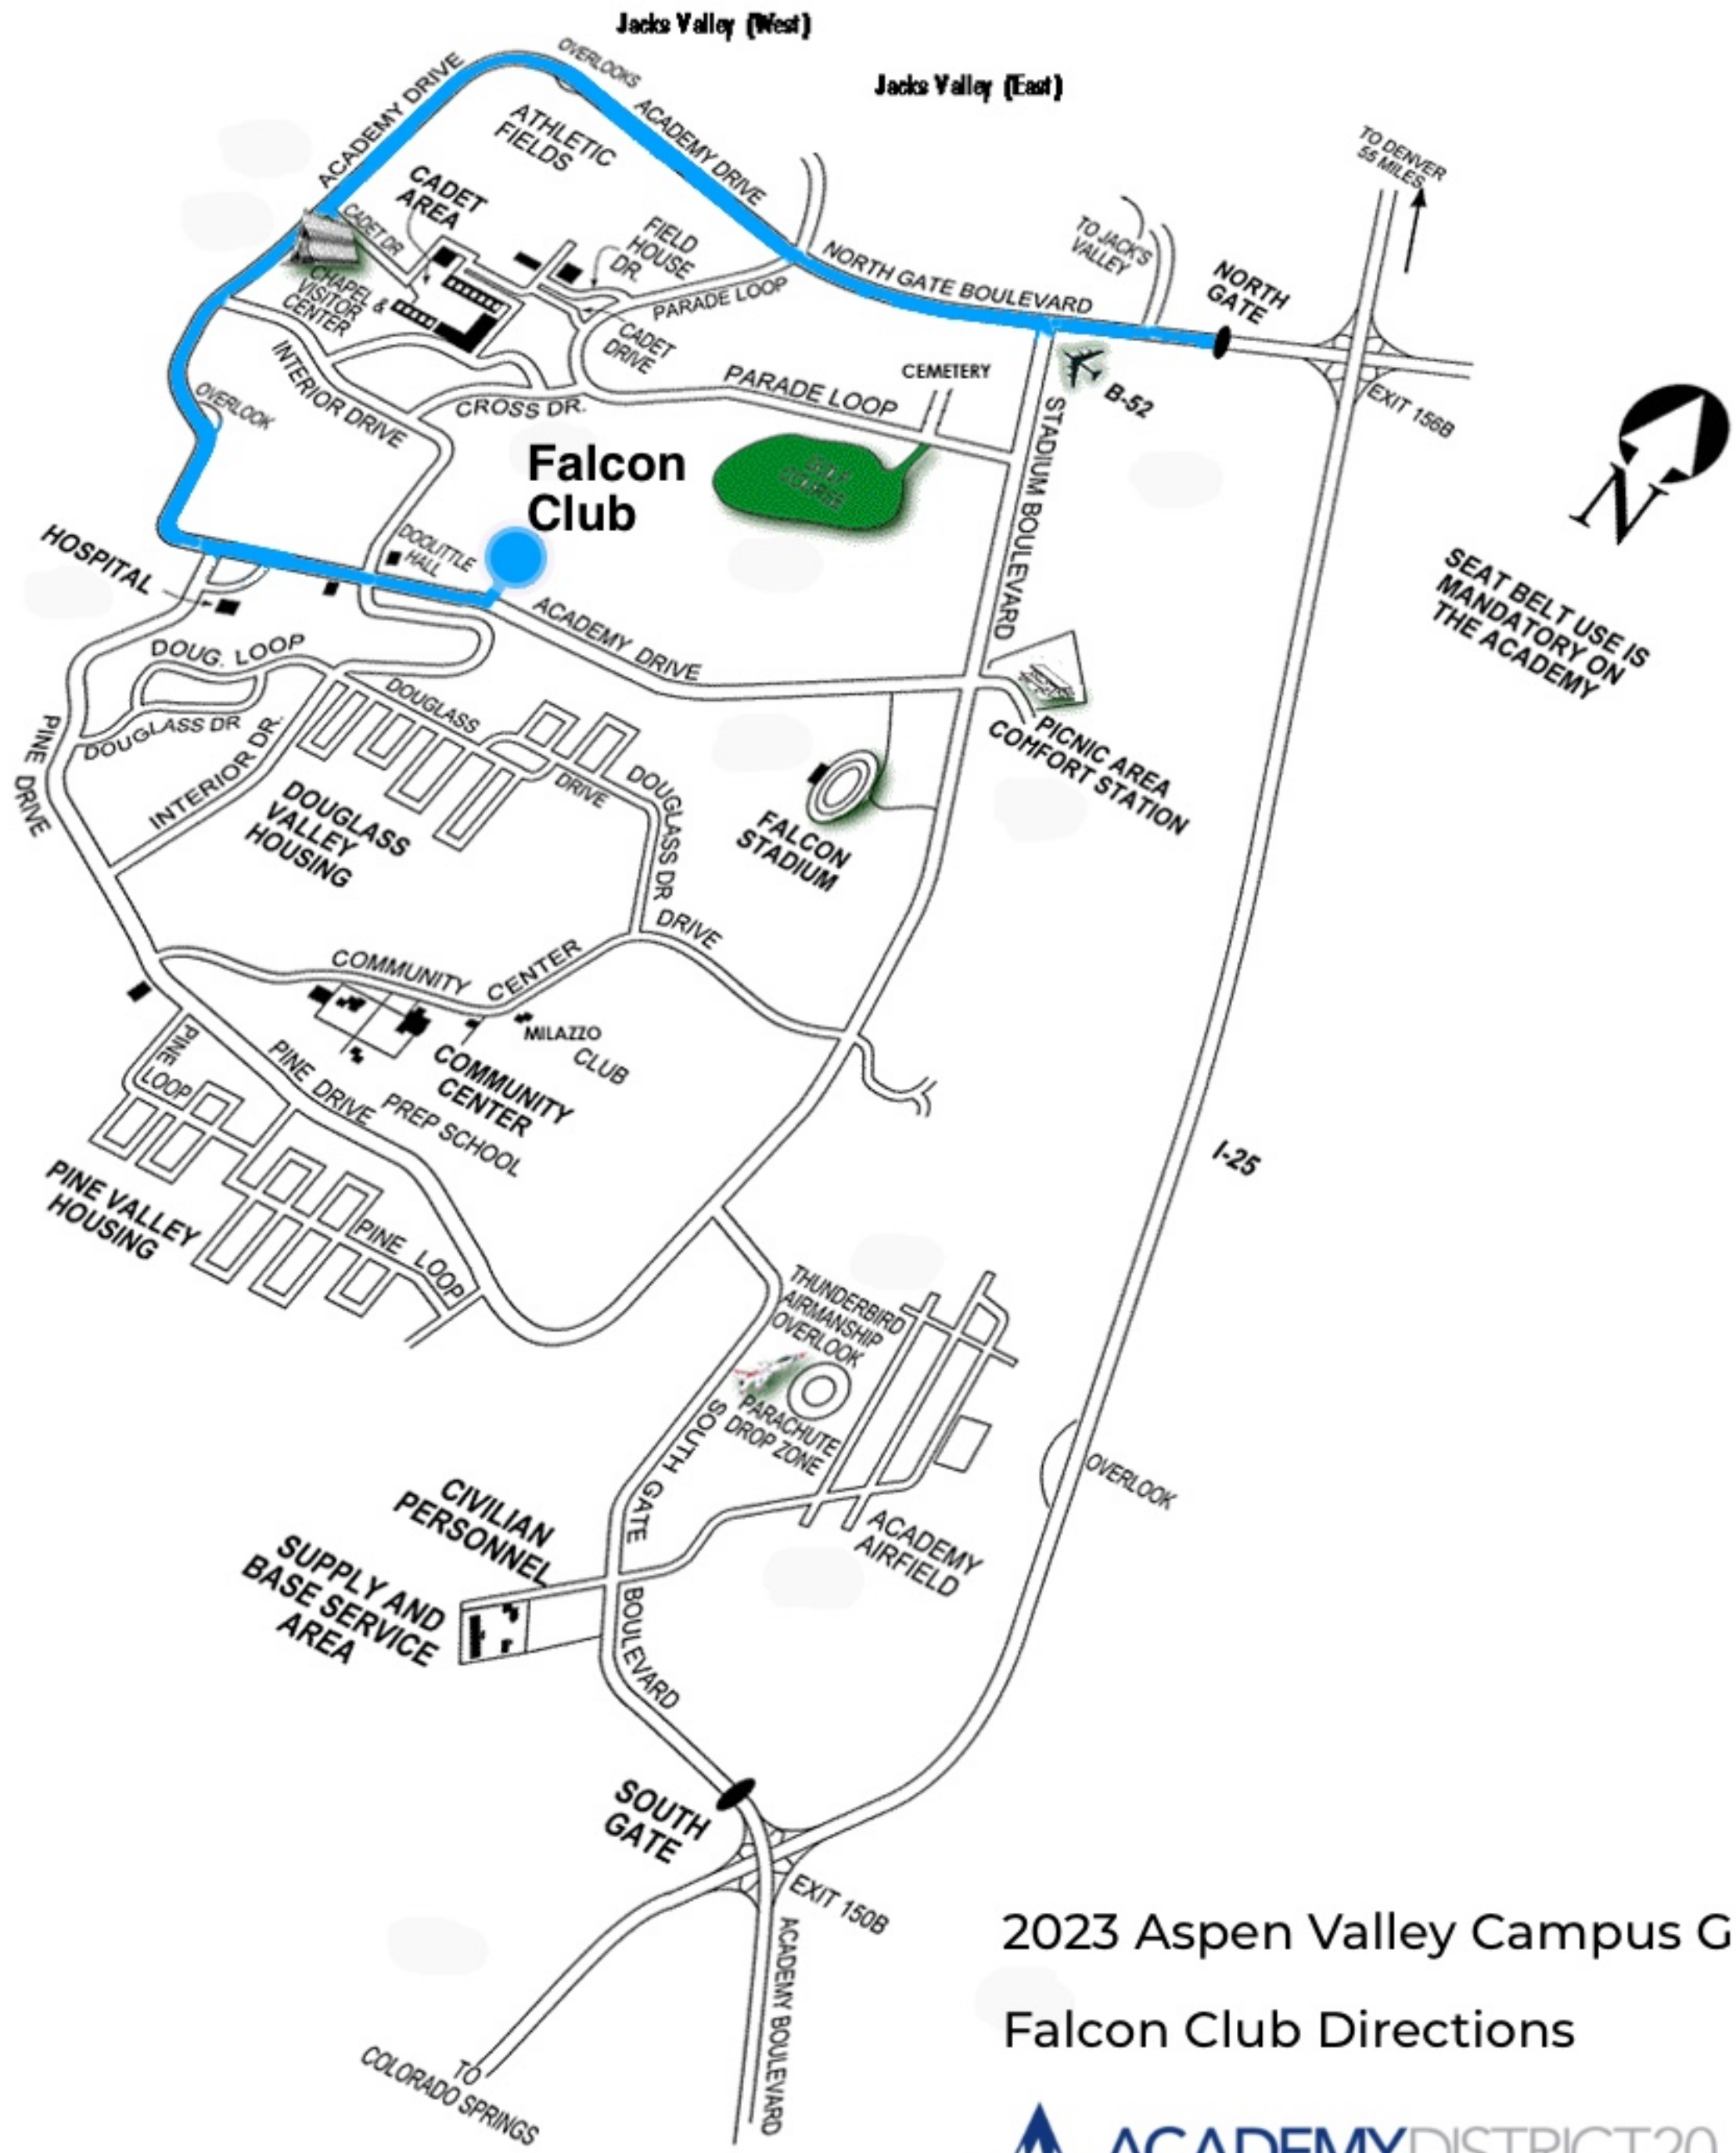 Jacks Valley (West)
Jacks Valley (East)
OVERLOOKS
ACADEMY DRIVE
ACADEMY DRIVE
ATHLETIC
FIELDS
TO DENVER
55 MILES
CADET
AREA
CADET DR
FIELD
HOUSE
DR.
TO JACK'S
VALLEY
NORTH
GATE
NORTH GATE BOULEVARD
CHAPEL &
VISITOR
CENTER
PARADE LOOP
CADET
DRIVE
INTERIOR DRIVE
CEMETERY
PARADE LOOP
B-52
EXIT 156B
OVERLOOK
CROSS DR.
STADIUM BOULEVARD
Falcon
Club
GOLF
COURSE
N
HOSPITAL
DOOLITTLE
HALL
SEAT BELT USE IS
MANDATORY ON
THE ACADEMY
ACADEMY DRIVE
DOUG. LOOP
DOUGLASS
DOUGLASS DR
PINE
DRIVE
INTERIOR DR.
DRIVE
DOUGLASS DR
PICNIC AREA
COMFORT STATION
DOUGLASS
VALLEY
HOUSING
FALCON
STADIUM
DRIVE
COMMUNITY
CENTER
MILAZZO
CLUB
COMMUNITY
CENTER
PINE
LOOP
PINE DRIVE
PREP SCHOOL
I-25
PINE VALLEY
HOUSING
PINE LOOP
THUNDERBIRD
AIRMANSHIP
OVERLOOK
PARACHUTE
DROP ZONE
SOUTH GATE
BOULEVARD
OVERLOOK
CIVILIAN
PERSONNEL
ACADEMY
AIRFIELD
SUPPLY AND
BASE SERVICE
AREA
SOUTH
GATE
EXIT 150B
ACADEMY BOULEVARD
TO
COLORADO SPRINGS
2023 Aspen Valley Campus G
Falcon Club Directions
ACADEMYDISTRICT20